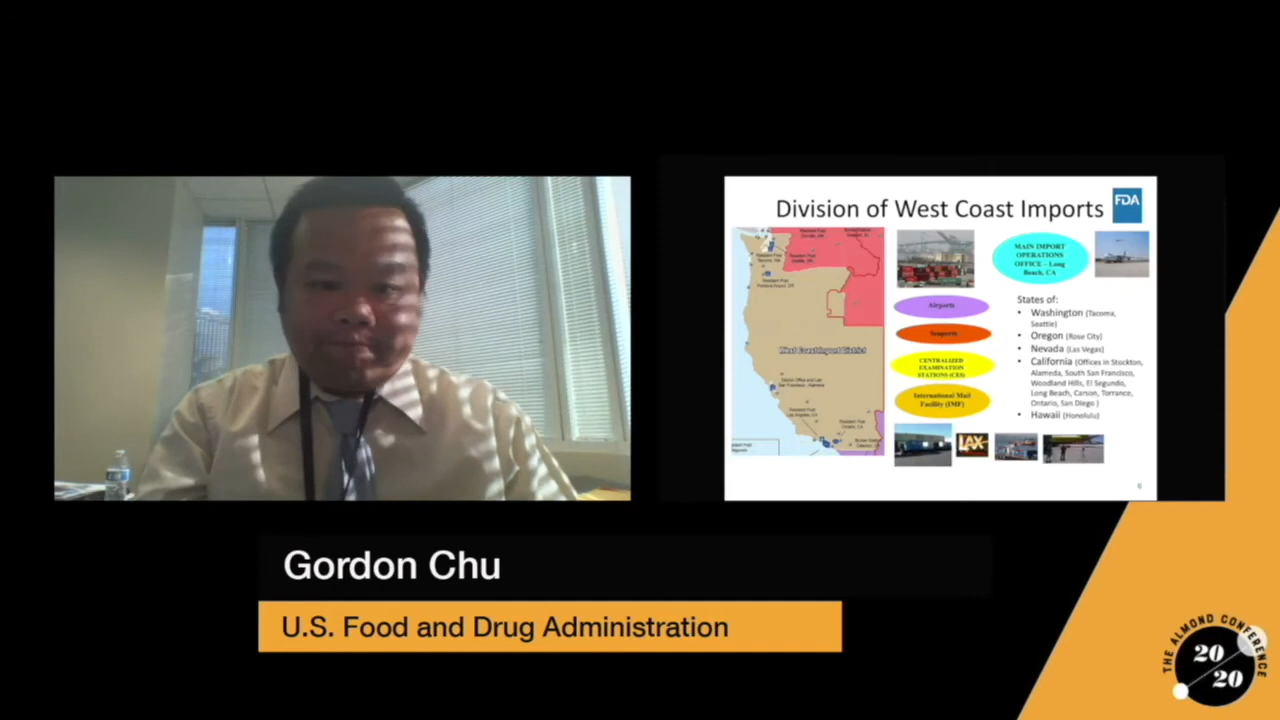 Division of West Coast Imports
FDA
MAIN IMPORT
OPERATIONS
OFFICE – Long
Beach, CA
Airports
Seaports
CENTRALIZED
EXAMINATION
STATIONS (CES)
International Mail
Facility (IMF)
States of:
• Washington (Tacoma,
Seattle)
• Oregon (Rose City)
• Nevada (Las Vegas)
• California (Offices in Stockton,
Alameda, South San Francisco,
Woodland Hills, El Segundo,
Long Beach, Carson, Torrance,
Ontario, San Diego )
• Hawaii (Honolulu)
West Coast Import District
LAX
Gordon Chu
U.S. Food and Drug Administration
THE ALMOND CONFERENCE
20
20